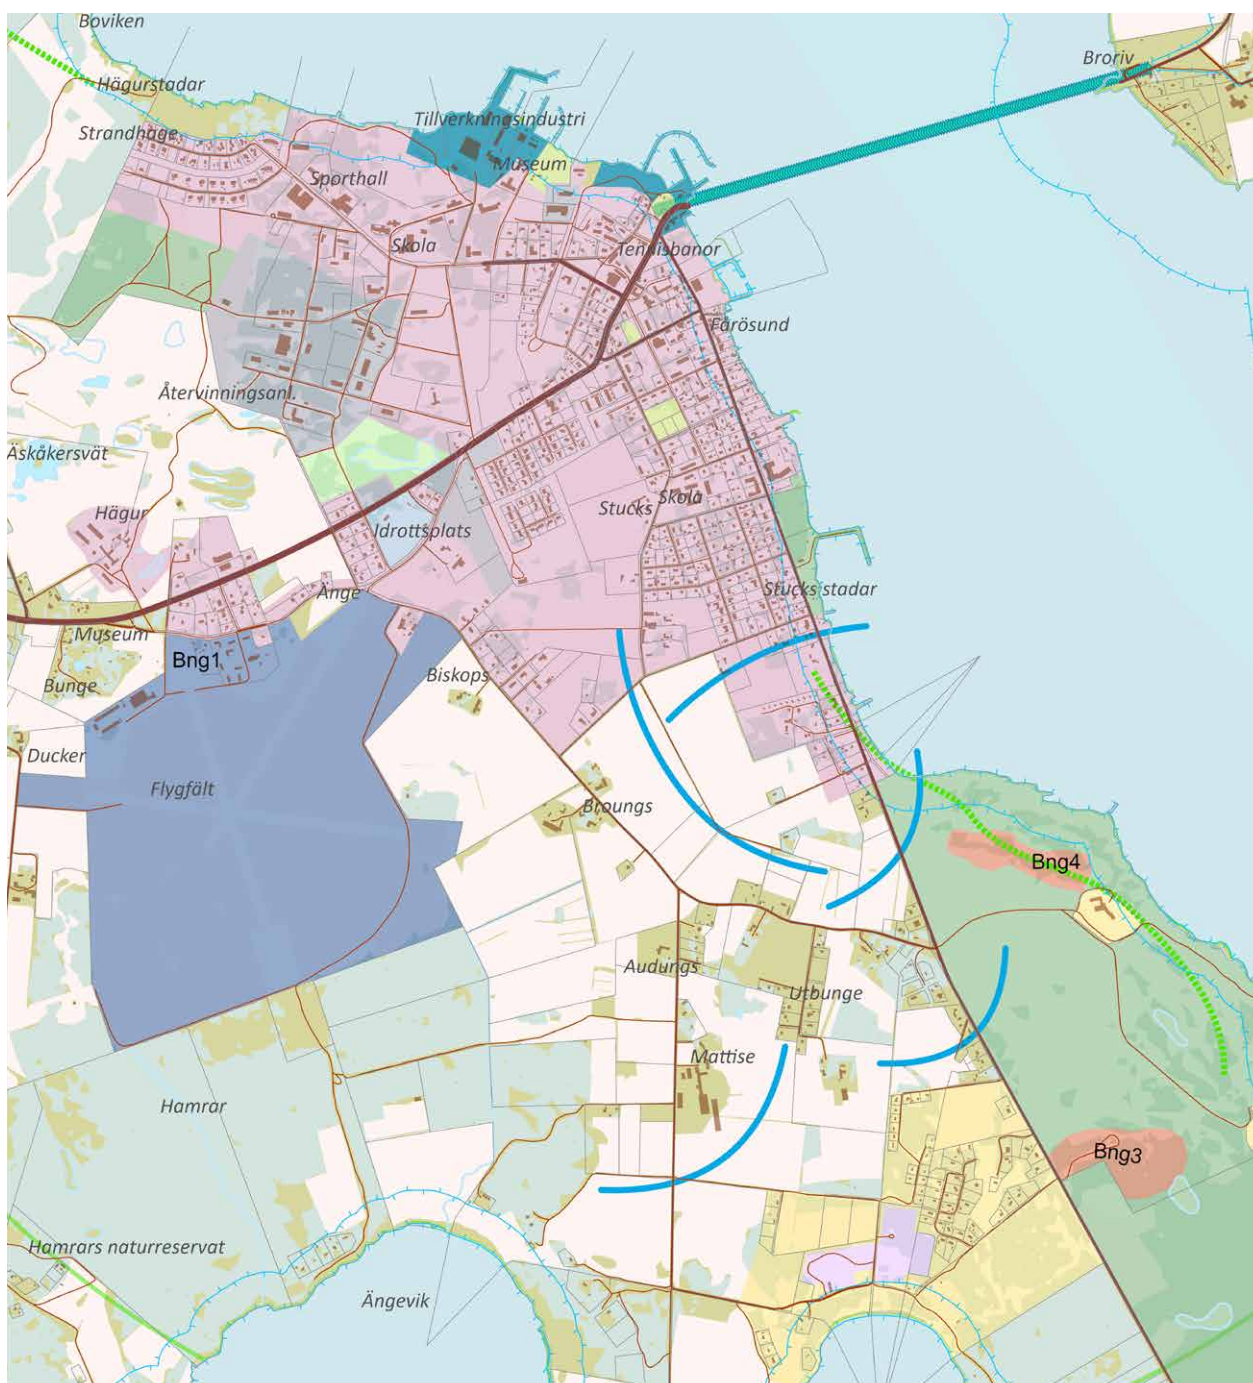 Boviken
Broriv
Hägurstadar
Tillverkningsindustri
Strandhage
Museum
Sporthall
Skola
Tennisbanor
Fårösund
Återvinningsanl.
Äskåkersvät
Skola
Stucks
Hägur
Idrottsplats
Änge
Stucks stadar
Museum
Bng1
Biskops
Bunge
Ducker
Flygfält
Broungs
Bng4
Audungs
Utbunge
Mattise
Hamrar
Bng3
Hamrars naturreservat
Ängevik